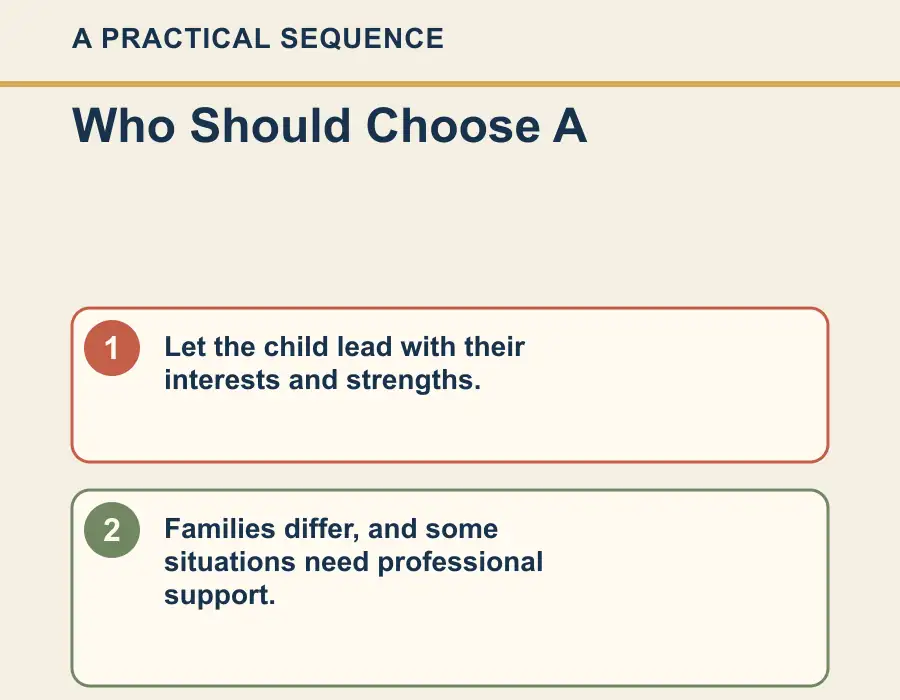 A PRACTICAL SEQUENCE
Who Should Choose A
1
Let the child lead with their
interests and strengths.
2
Families differ, and some
situations need professional
support.